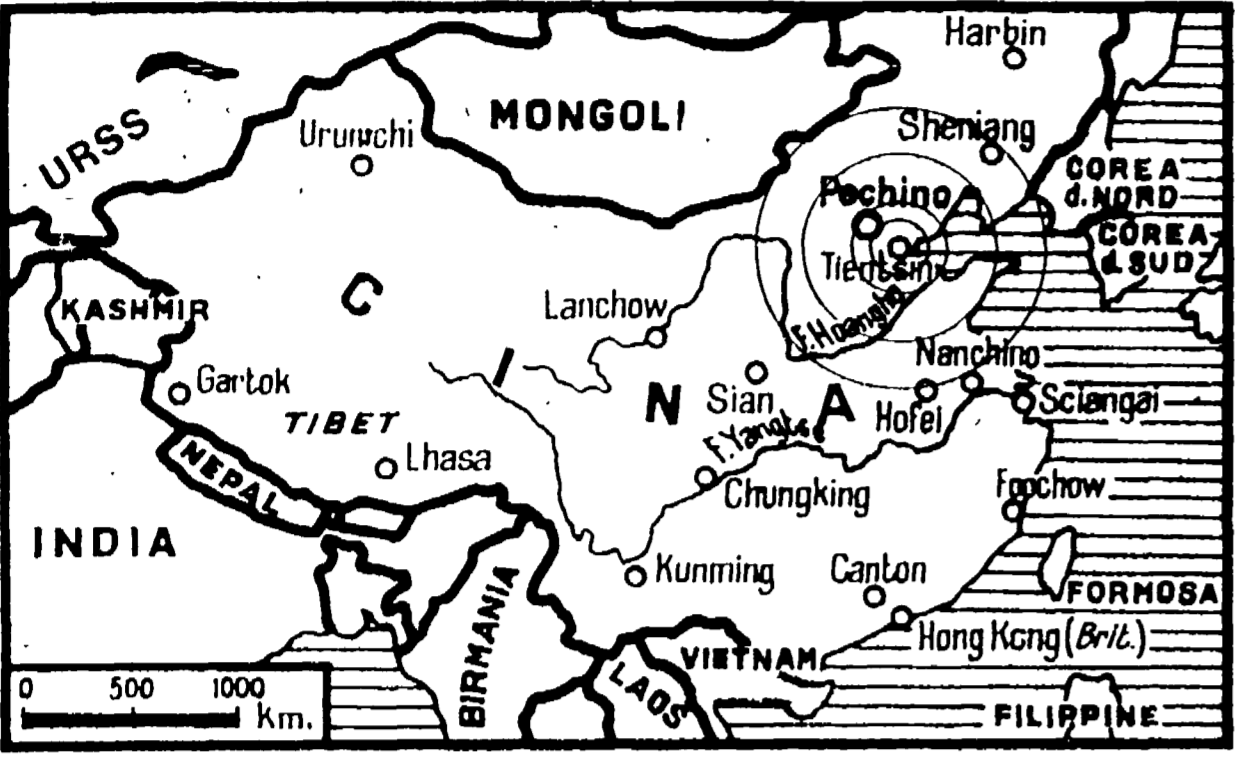 Harbin
URSS
Urumchi
MONGOLI
Sheniang
COREA
d. NORD
Pechino
COREA
d. SUD
Tientsin
KASHMIR
C
I
N
A
Lanchow
F. Hoangho
Nanchino
Gartok
TIBET
Sian
Hofei
Sciangai
F. Yangtse
NEPAL
Lhasa
Chungking
Foochow
INDIA
Kunming
Canton
FORMOSA
BIRMANIA
Hong Kong (Brit.)
VIETNAM
LAOS
FILIPPINE
0 500 1000
Km.